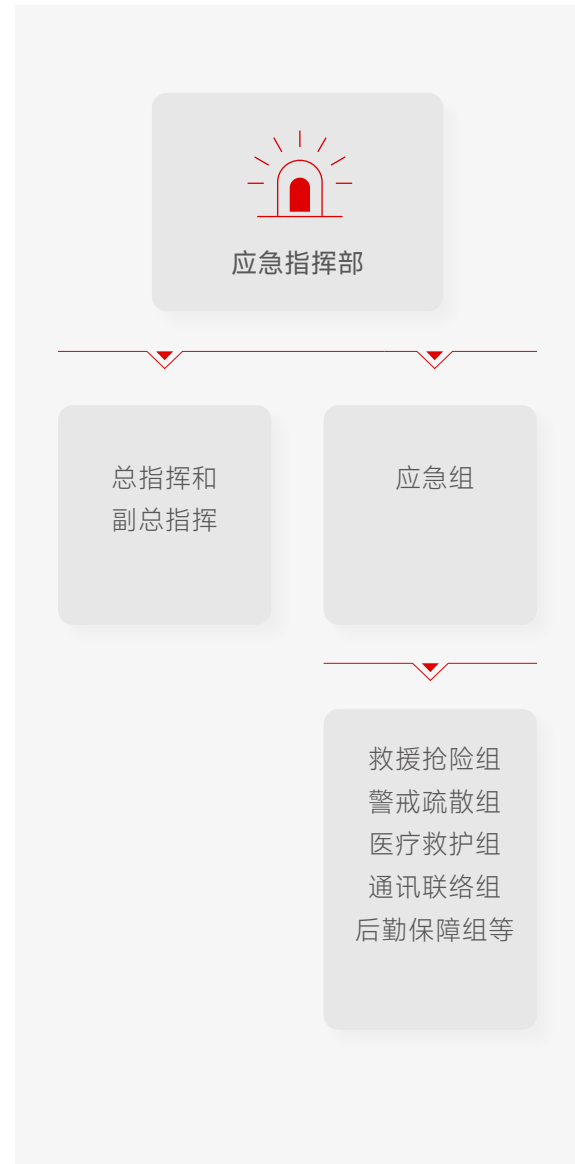 应急指挥部
总指挥和
副总指挥
应急组
救援抢险组
警戒疏散组
医疗救护组
通讯联络组
后勤保障组等